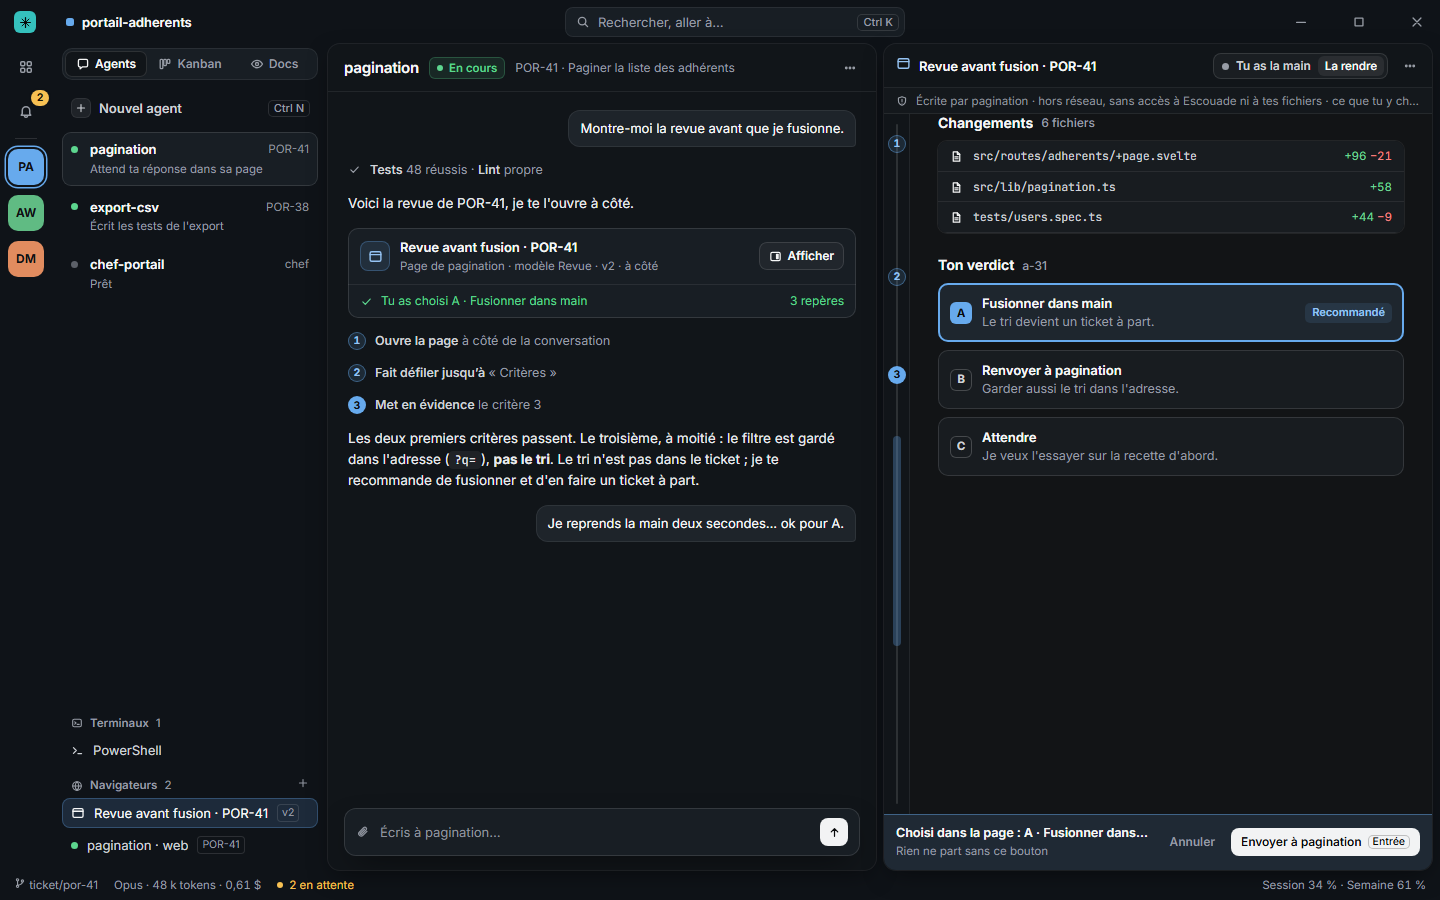 portail-adherents
Rechercher, aller à...
Ctrl K
Agents
Kanban
Docs
2
Nouvel agent
Ctrl N
PA
AW
DM
pagination
POR-41
Attend ta réponse dans sa page
export-csv
POR-38
Écrit les tests de l'export
chef-portail
chef
Prêt
Terminaux 1
PowerShell
Navigateurs 2
Revue avant fusion · POR-41
v2
pagination · web
POR-41
pagination
En cours
POR-41 · Paginer la liste des adhérents
Montre-moi la revue avant que je fusionne.
Tests 48 réussis · Lint propre
Voici la revue de POR-41, je te l'ouvre à côté.
Revue avant fusion · POR-41
Page de pagination · modèle Revue · v2 · à côté
Afficher
Tu as choisi A · Fusionner dans main
3 repères
1 Ouvre la page à côté de la conversation
2 Fait défiler jusqu'à « Critères »
3 Met en évidence le critère 3
Les deux premiers critères passent. Le troisième, à moitié : le filtre est gardé
dans l'adresse ( ?q= ), pas le tri. Le tri n'est pas dans le ticket ; je te
recommande de fusionner et d'en faire un ticket à part.
Je reprends la main deux secondes... ok pour A.
Écris à pagination...
Revue avant fusion · POR-41
Tu as la main
La rendre
Écrite par pagination · hors réseau, sans accès à Escouade ni à tes fichiers · ce que tu y ch...
1
2
3
Changements 6 fichiers
src/routes/adherents/+page.svelte
+96 −21
src/lib/pagination.ts
+58
tests/users.spec.ts
+44 −9
Ton verdict a-31
A
Fusionner dans main
Le tri devient un ticket à part.
Recommandé
B
Renvoyer à pagination
Garder aussi le tri dans l'adresse.
C
Attendre
Je veux l'essayer sur la recette d'abord.
Choisi dans la page : A · Fusionner dans...
Rien ne part sans ce bouton
Annuler
Envoyer à pagination
Entrée
ticket/por-41
Opus · 48 k tokens · 0,61 $
2 en attente
Session 34 % · Semaine 61 %